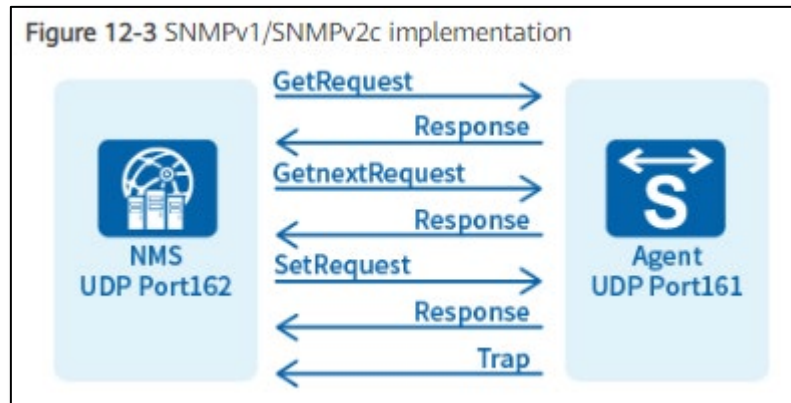 Figure 12-3 SNMPv1/SNMPv2c implementation
GetRequest
Response
GetnextRequest
Response
SetRequest
Response
Trap
NMS
UDP Port162
S
Agent
UDP Port161